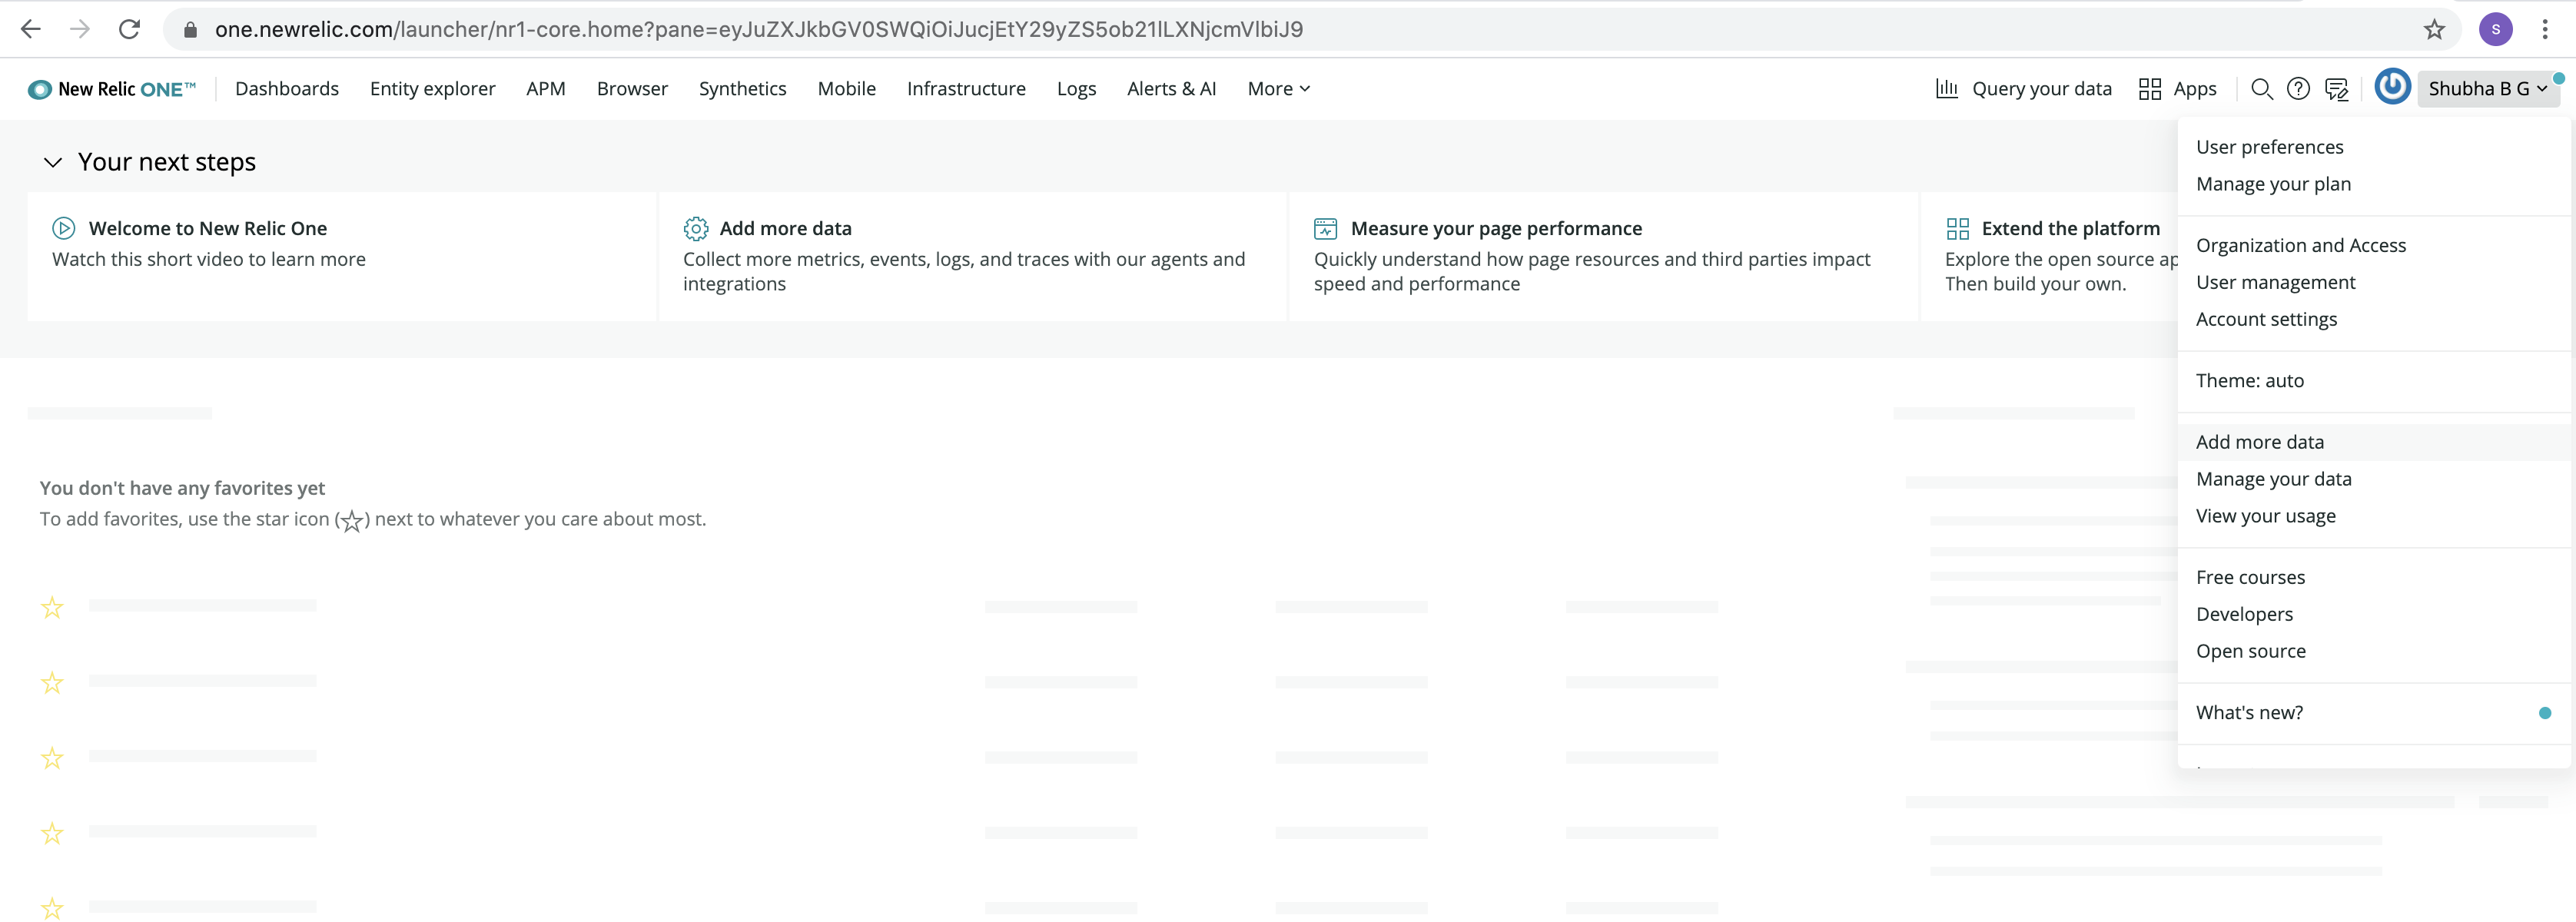 one.newrelic.com/launcher/nr1-core.home?pane=eyJuZXJkbGV0SWQiOiJucjEtY29yZS5ob21lLXNjcmVlbiJ9
S
New Relic ONE™ Dashboards Entity explorer APM Browser Synthetics Mobile Infrastructure Logs Alerts & AI More Query your data Apps Shubha B G
Your next steps
Welcome to New Relic One
Watch this short video to learn more
Add more data
Collect more metrics, events, logs, and traces with our agents and
integrations
Measure your page performance
Quickly understand how page resources and third parties impact
speed and performance
Extend the platform
Explore the open source ap
Then build your own.
User preferences
Manage your plan
Organization and Access
User management
Account settings
Theme: auto
Add more data
Manage your data
View your usage
Free courses
Developers
Open source
What's new?
You don't have any favorites yet
To add favorites, use the star icon (☆) next to whatever you care about most.